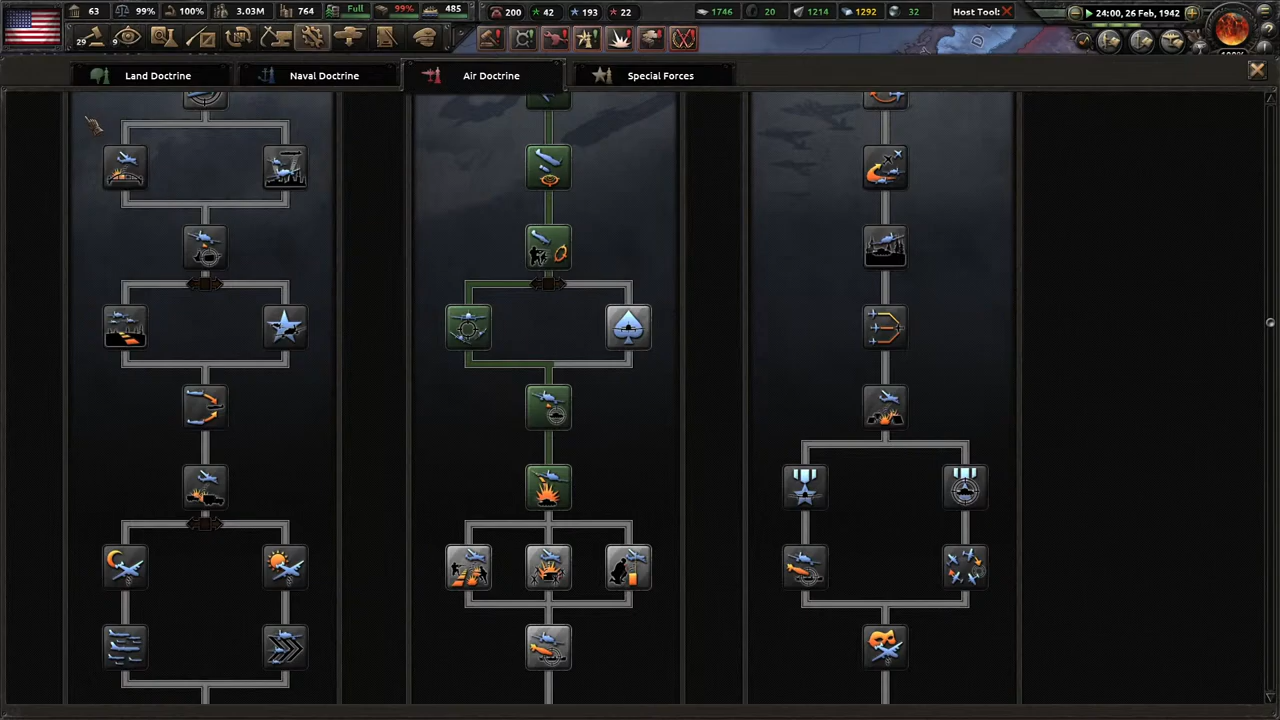 63 99% 100% 3.03M 764 Full 99% 485 200 42 193 22 1746 20 1214 1292 32 Host Tool: 24:00, 26 Feb, 1942
29 9
Land Doctrine Naval Doctrine Air Doctrine Special Forces